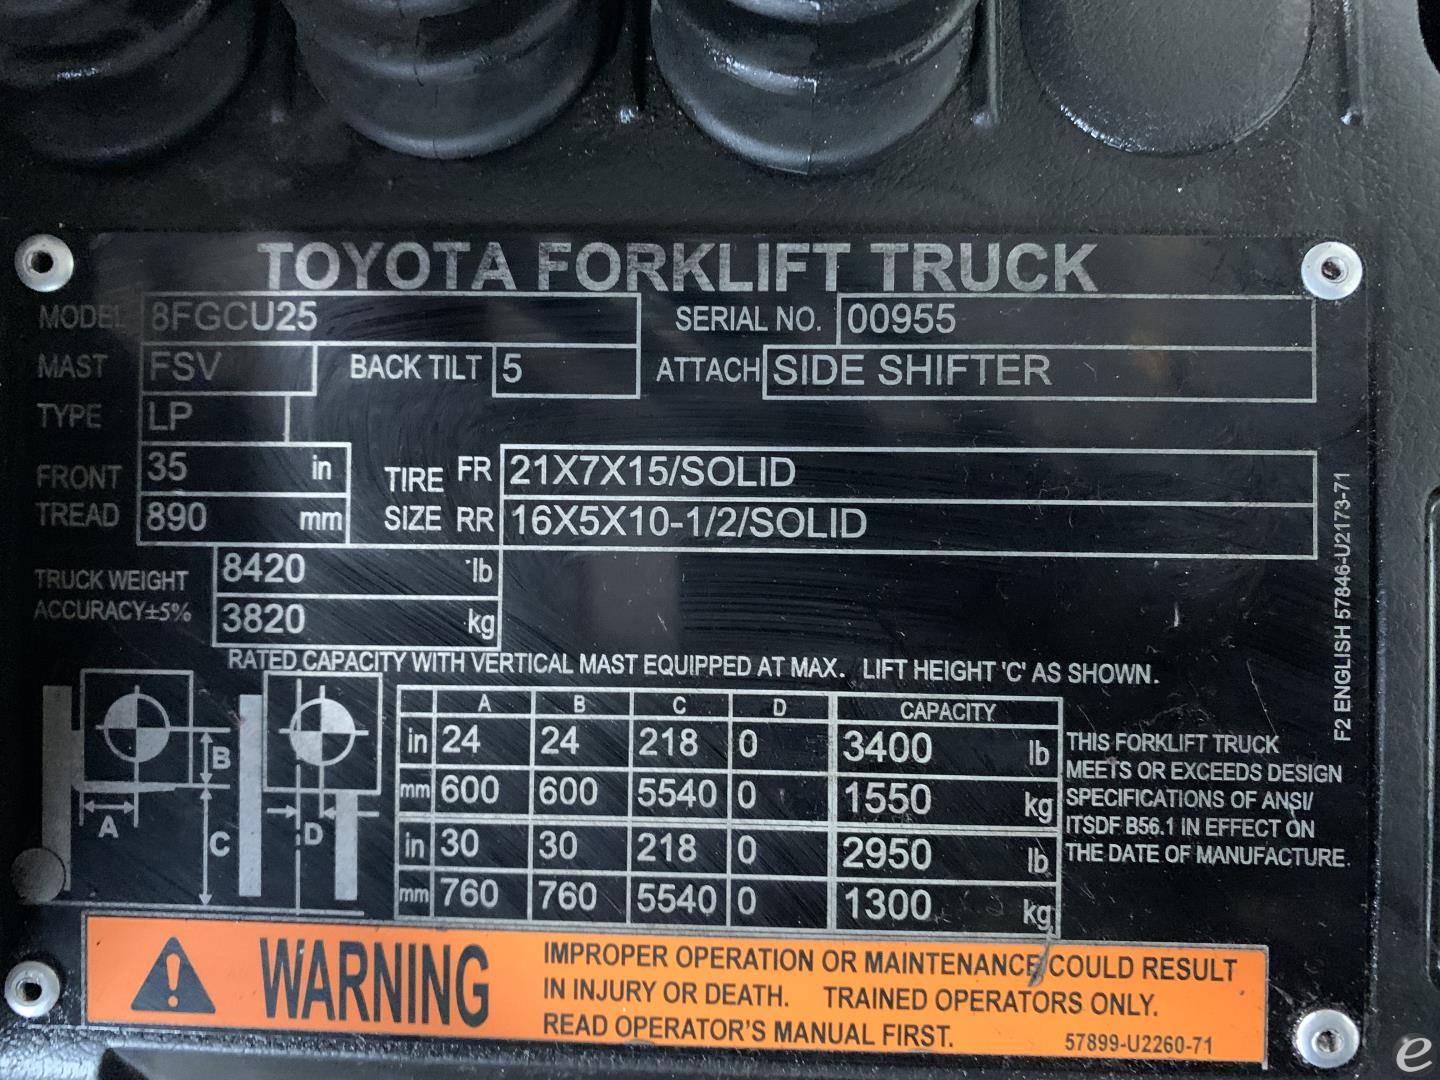 TOYOTA FORKLIFT TRUCK
MODEL 8FGCU25 SERIAL NO. 00955
MAST FSV BACK TILT 5 ATTACH SIDE SHIFTER
TYPE LP
FRONT TREAD 35 in TIRE SIZE FR 21X7X15/SOLID
890 mm RR 16X5X10-1/2/SOLID
TRUCK WEIGHT 8420 lb
ACCURACY±5% 3820 kg
RATED CAPACITY WITH VERTICAL MAST EQUIPPED AT MAX. LIFT HEIGHT 'C' AS SHOWN.
A B C D CAPACITY
in 24 24 218 0 3400 lb
mm 600 600 5540 0 1550 kg
in 30 30 218 0 2950 lb
mm 760 760 5540 0 1300 kg
B
A
C
D
THIS FORKLIFT TRUCK
MEETS OR EXCEEDS DESIGN
SPECIFICATIONS OF ANSI/
ITSDF B56.1 IN EFFECT ON
THE DATE OF MANUFACTURE.
F2 ENGLISH 57846-U2173-71
WARNING
IMPROPER OPERATION OR MAINTENANCE COULD RESULT
IN INJURY OR DEATH. TRAINED OPERATORS ONLY.
READ OPERATOR'S MANUAL FIRST.
57899-U2260-71
e